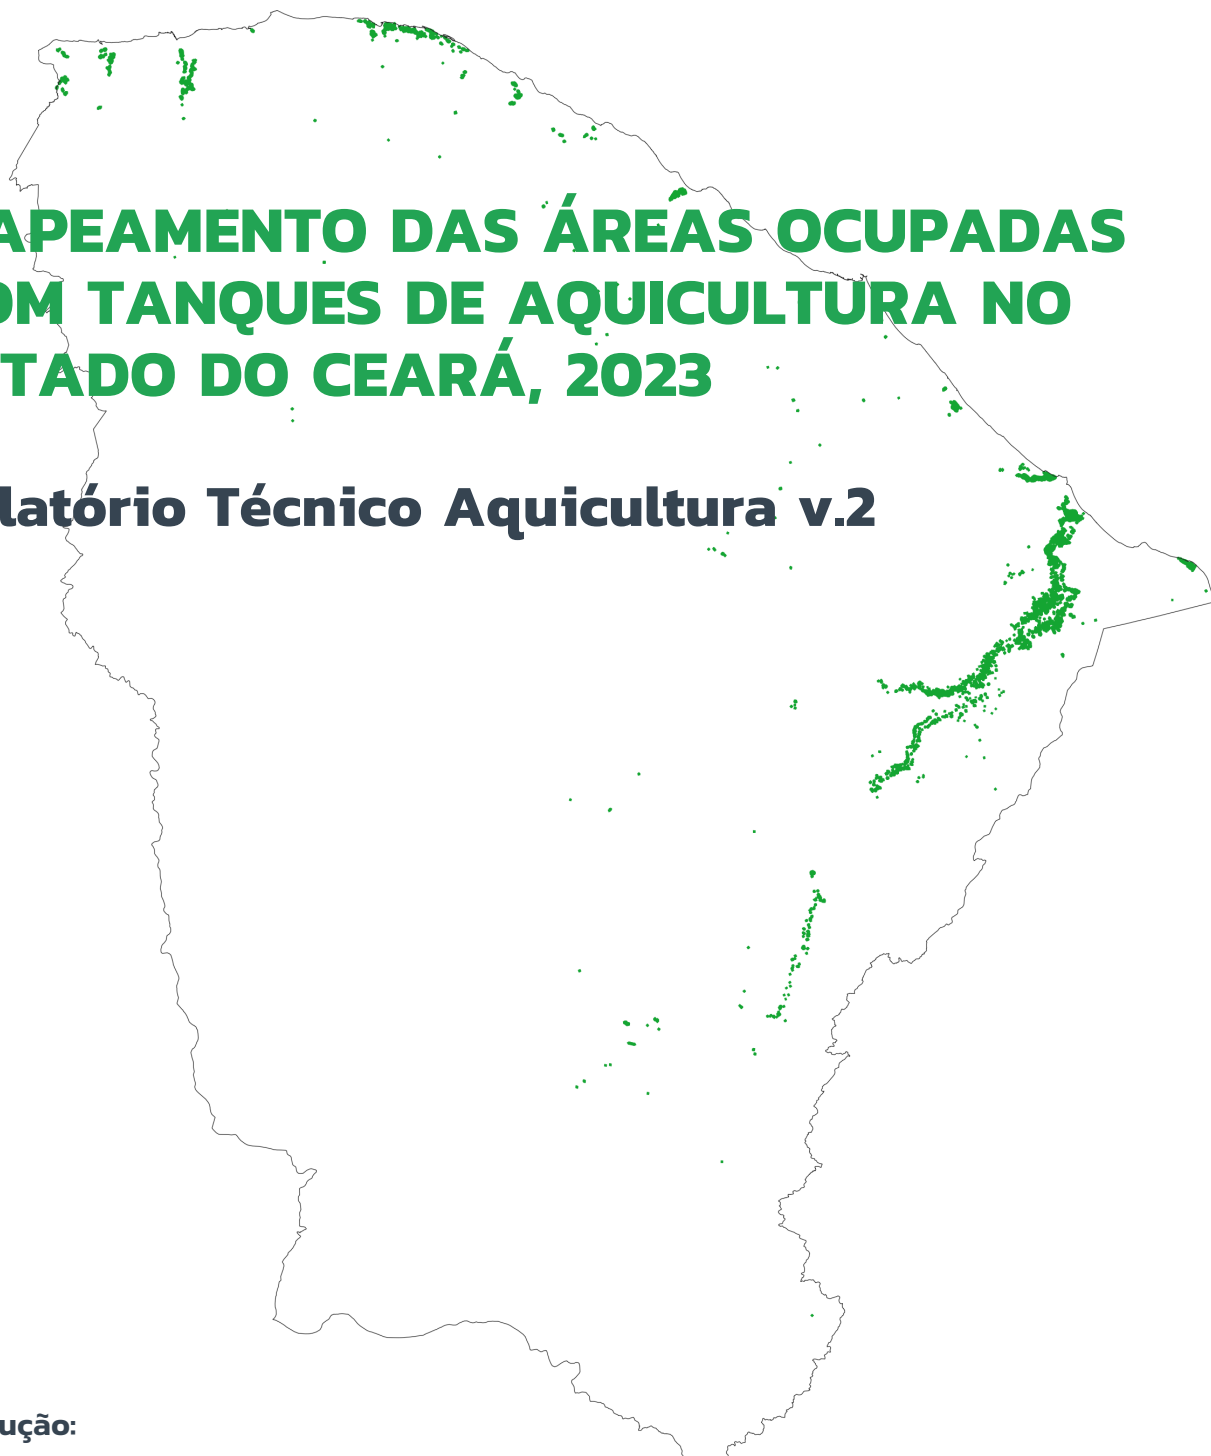 APEAMENTO DAS ÁREAS OCUPADAS
OM TANQUES DE AQUICULTURA NO
TADO DO CEARÁ, 2023
latório Técnico Aquicultura v.2
ução: